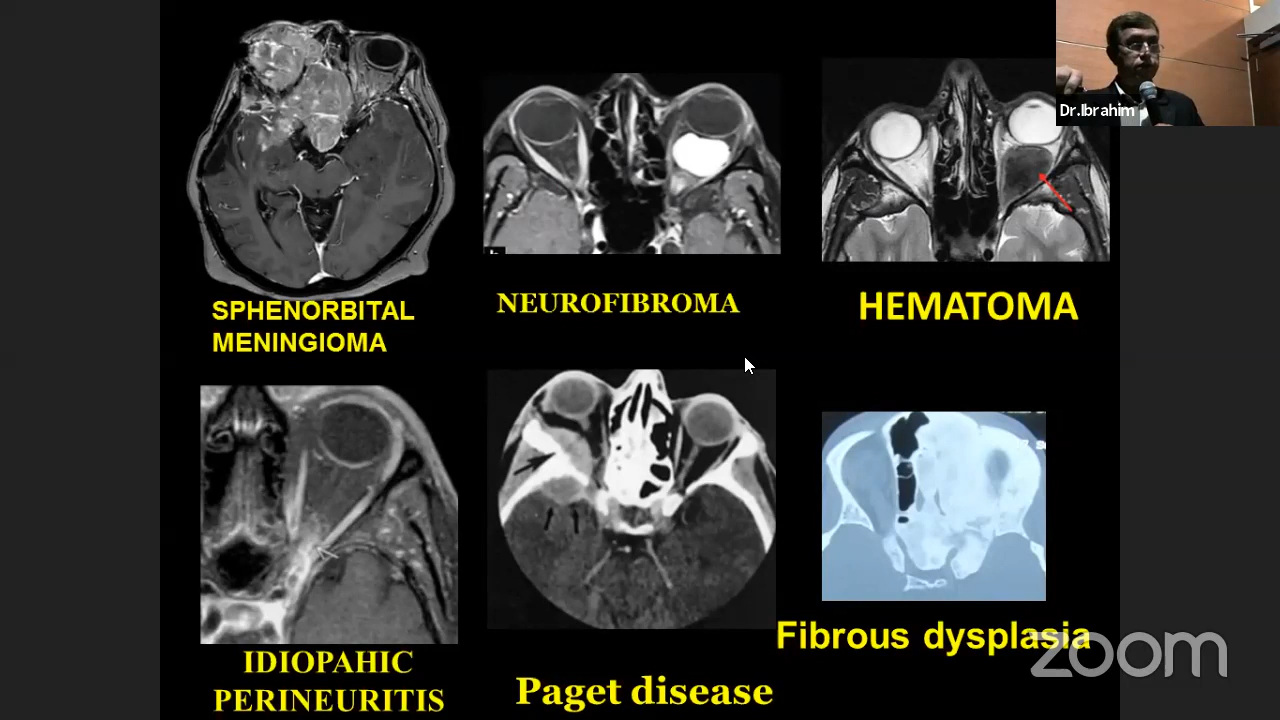 Dr.Ibrahim
SPHENORBITAL
MENINGIOMA
NEUROFIBROMA
HEMATOMA
IDIOPAHIC
PERINEURITIS
Paget disease
Fibrous dysplasia
zoom